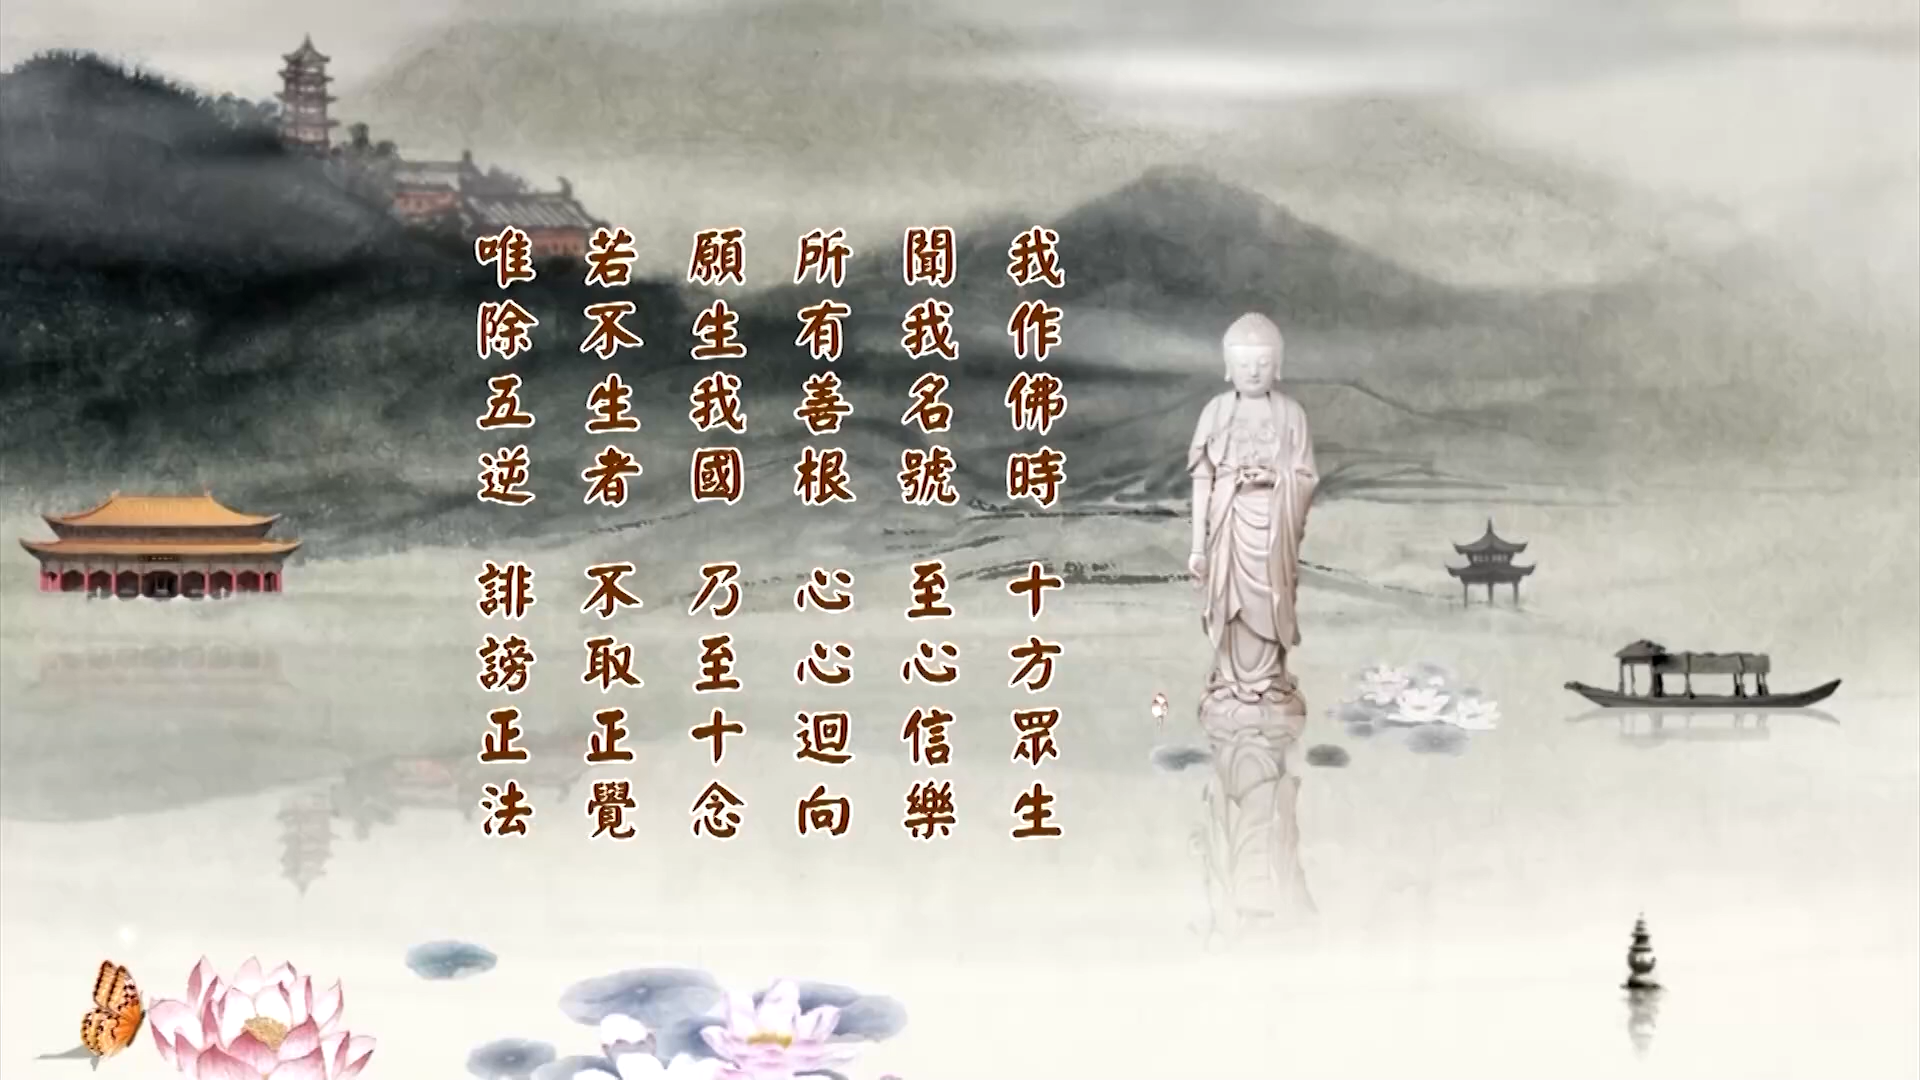 我作佛時 十方眾生
聞我名號 至心信樂
所有善根 心心迴向
願生我國 乃至十念
若不生者 不取正覺
唯除五逆 誹謗正法